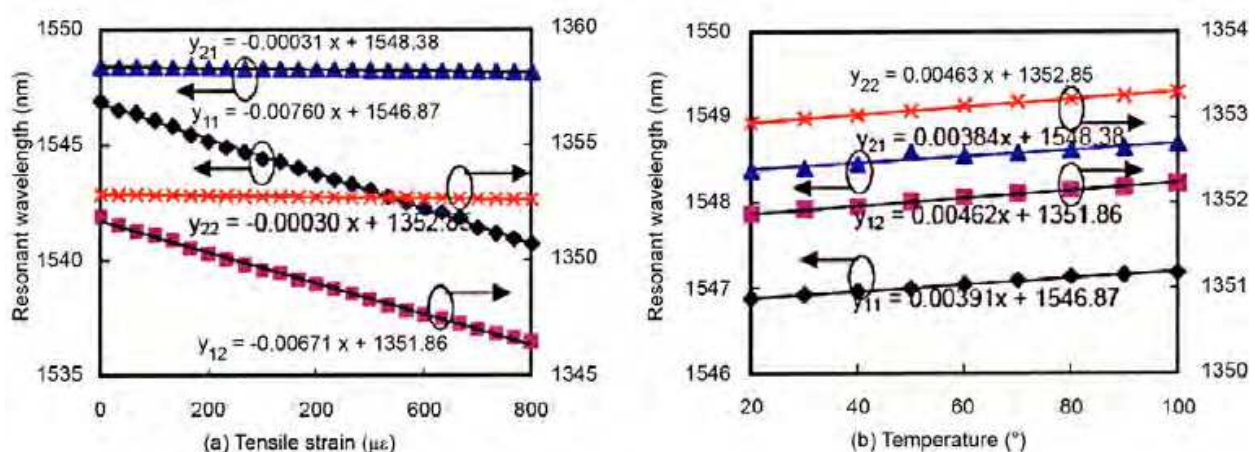 1550
1360
y21 = -0.00031 x + 1548.38
y11 = -0.00760 x + 1546.87
1545
1355
y22 = -0.00030 x + 1352.85
1540
1350
y12 = -0.00671 x + 1351.86
1535
1345
0 200 200 200 600 800
Resonant wavelength (nm)
(a) Tensile strain (με)
1550
1354
y22 = 0.00463 x + 1352.85
1549
1353
y21 = 0.00384x + 1548.38
1548
1352
y12 = 0.00462 x + 1351.86
1547
1351
y11 = 0.00391x + 1546.87
1546
1350
20 40 60 80 100
Resonant wavelength (nm)
(b) Temperature (°)